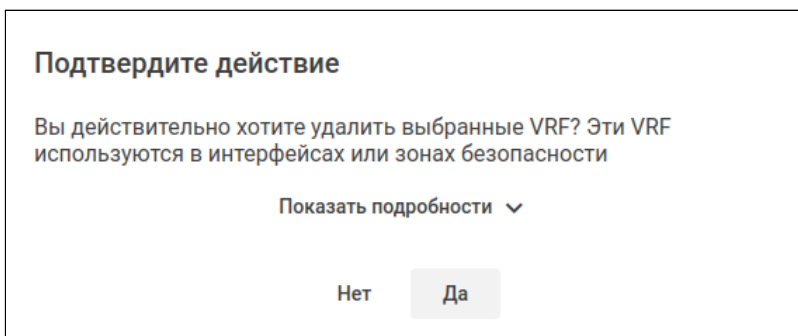 Подтвердите действие
Вы действительно хотите удалить выбранные VRF? Эти VRF
используются в интерфейсах или зонах безопасности
Показать подробности
Нет Да